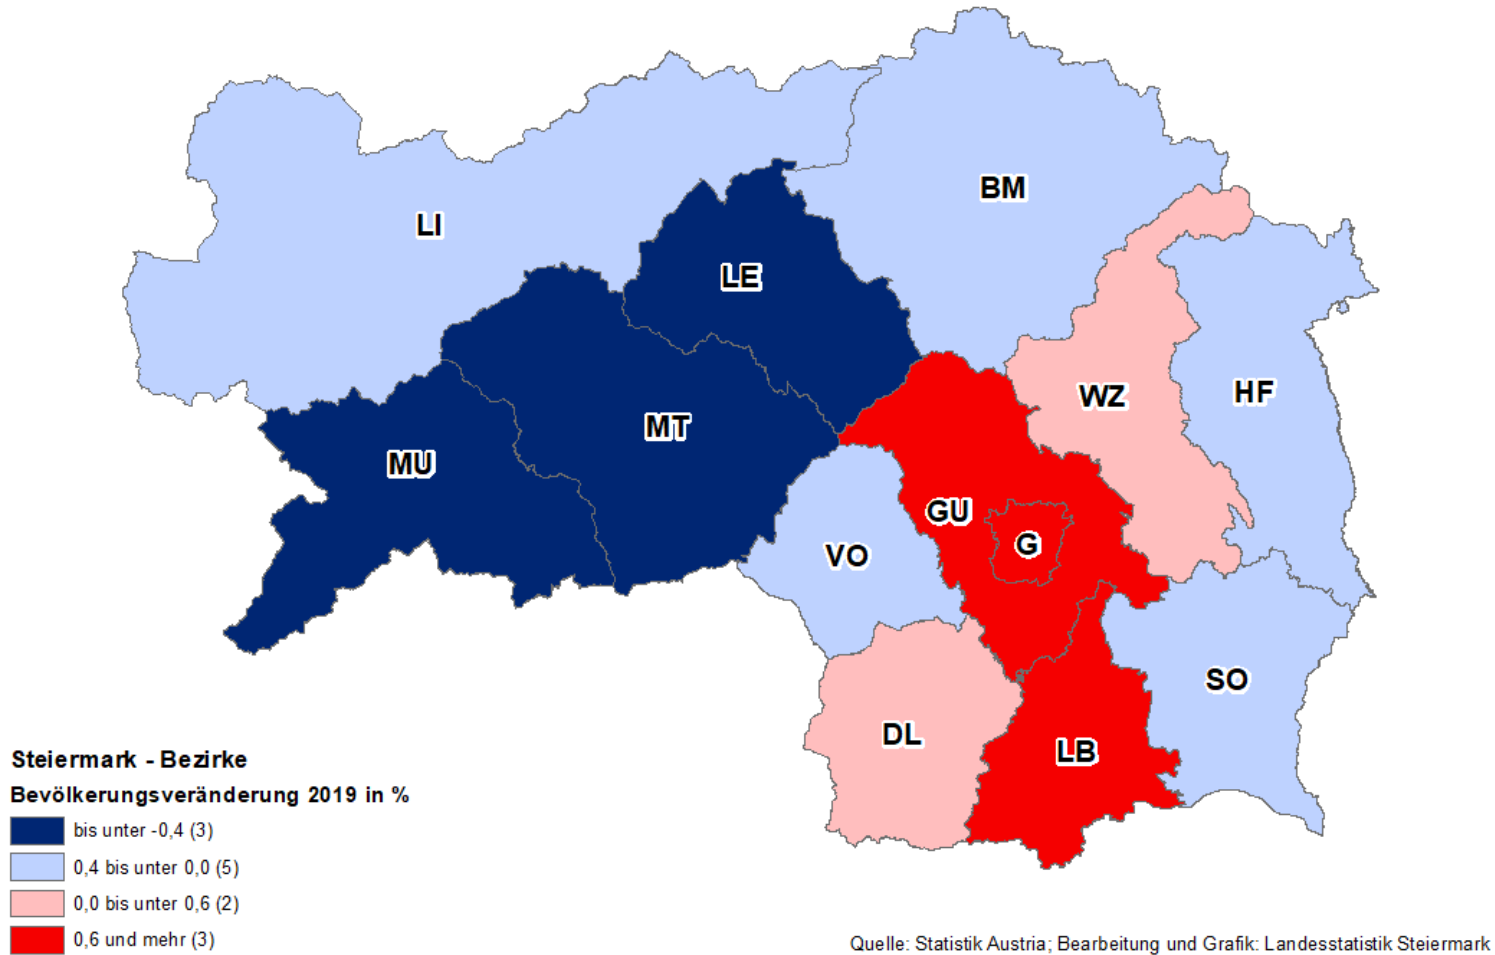 BM
LI
LE
HF
WZ
MT
MU
GU
G
VO
SO
DL
LB
Steiermark - Bezirke
Bevölkerungsveränderung 2019 in %
bis unter -0,4 (3)
0,4 bis unter 0,0 (5)
0,0 bis unter 0,6 (2)
0,6 und mehr (3)
Quelle: Statistik Austria; Bearbeitung und Grafik: Landesstatistik Steiermark